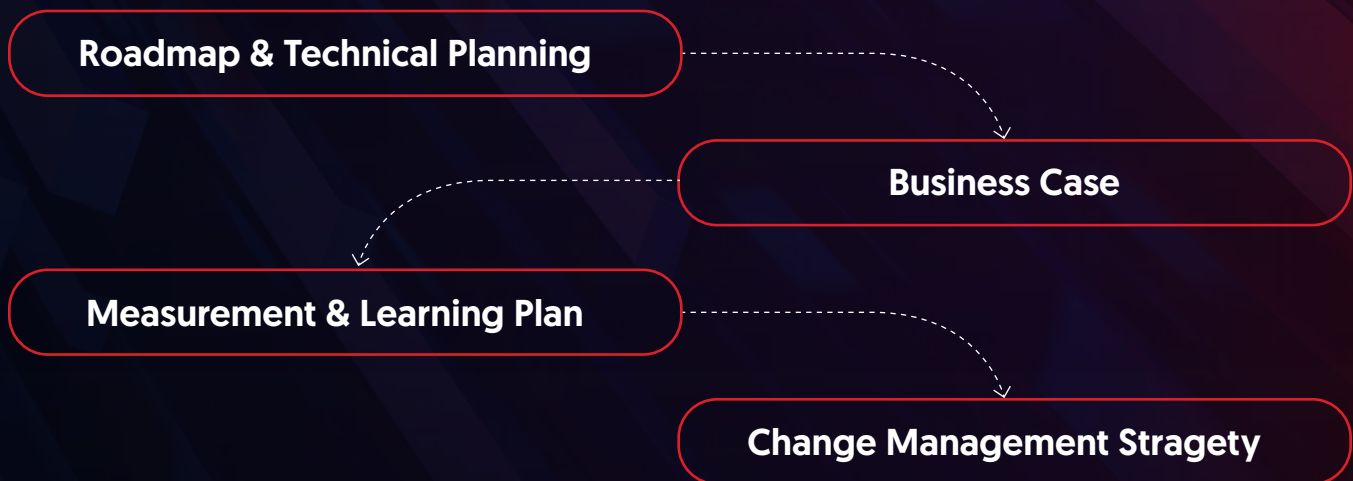 Roadmap & Technical Planning
Business Case
Measurement & Learning Plan
Change Management Stragety